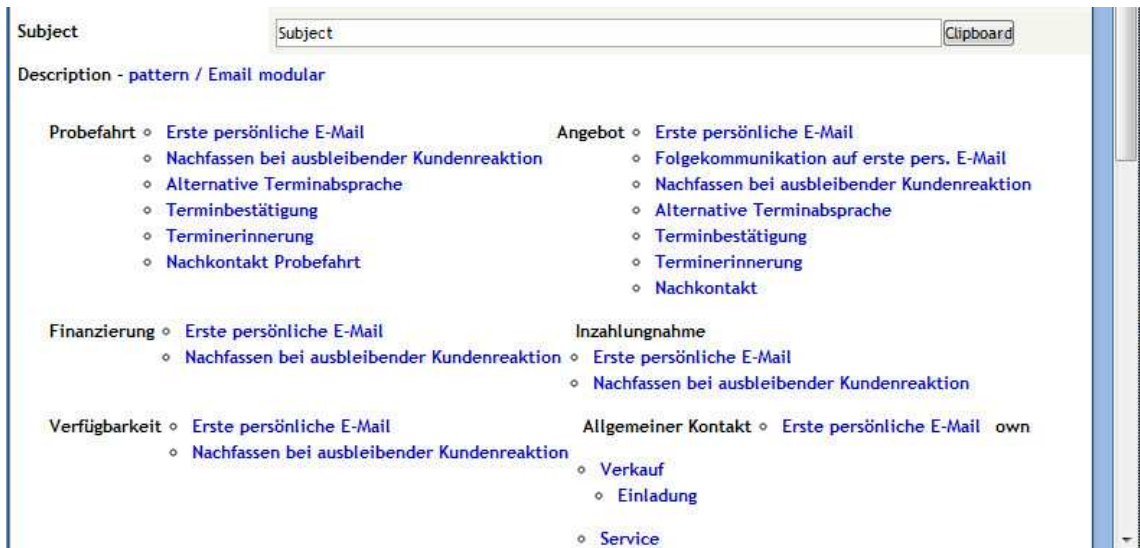 Subject Subject Clipboard
Description - pattern / Email modular
Probefahrt Erste persönliche E-Mail
Nachfassen bei ausbleibender Kundenreaktion
Alternative Terminabsprache
Terminbestätigung
Terminerinnerung
Nachkontakt Probefahrt
Angebot Erste persönliche E-Mail
Folgekommunikation auf erste pers. E-Mail
Nachfassen bei ausbleibender Kundenreaktion
Alternative Terminabsprache
Terminbestätigung
Terminerinnerung
Nachkontakt
Finanzierung Erste persönliche E-Mail
Nachfassen bei ausbleibender Kundenreaktion
Inzahlungnahme
Erste persönliche E-Mail
Nachfassen bei ausbleibender Kundenreaktion
Verfügbarkeit Erste persönliche E-Mail
Nachfassen bei ausbleibender Kundenreaktion
Allgemeiner Kontakt Erste persönliche E-Mail own
Verkauf
Einladung
Service